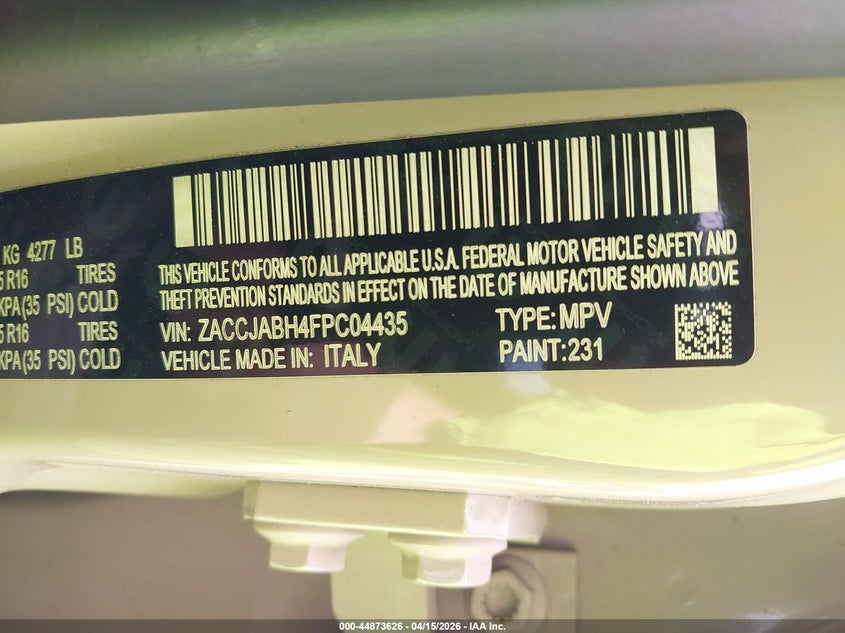 KG 4277 LB
5 R16 TIRES
KPA(35 PSI) COLD
5 R16 TIRES
KPA(35 PSI) COLD
THIS VEHICLE CONFORMS TO ALL APPLICABLE U.S.A. FEDERAL MOTOR VEHICLE SAFETY AND
THEFT PREVENTION STANDARDS IN EFFECT ON THE DATE OF MANUFACTURE SHOWN ABOVE
VIN: ZACCJABH4FPC04435 TYPE: MPV
VEHICLE MADE IN: ITALY PAINT:231
000-44873626 - 04/15/2026 - IAA Inc.